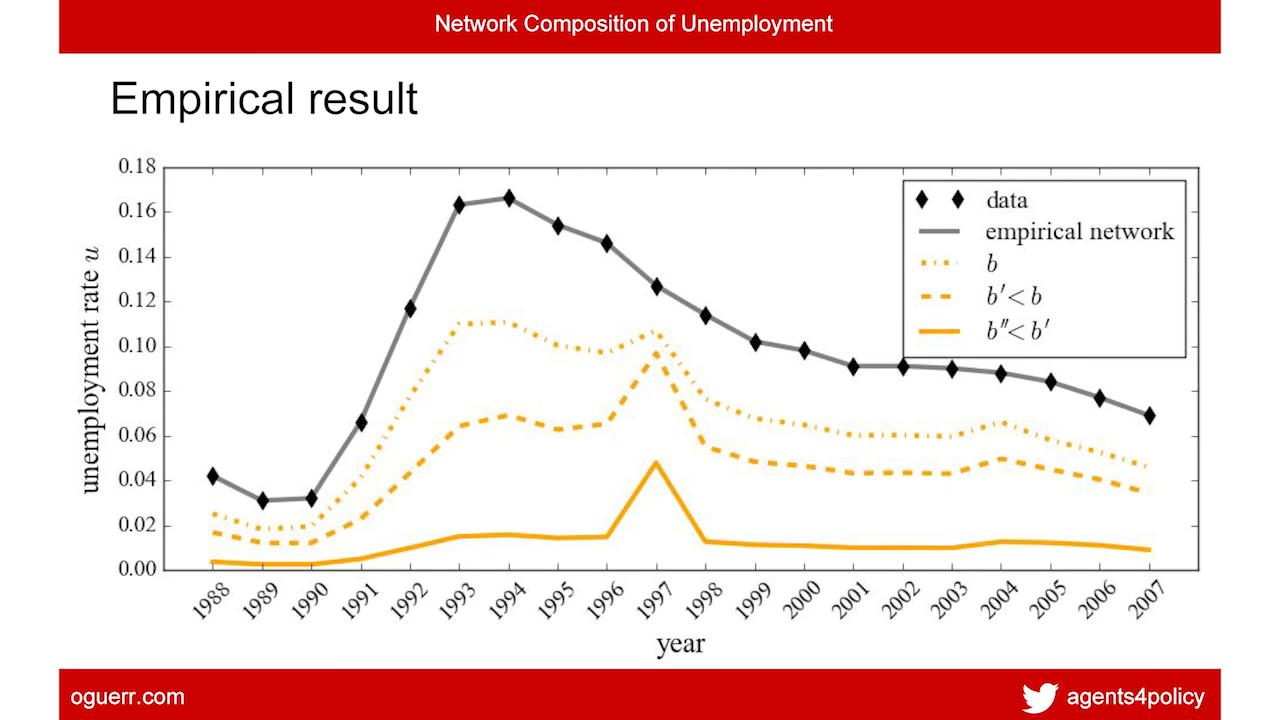 Network Composition of Unemployment
Empirical result
unemployment rate u
0.18
0.16
0.14
0.12
0.10
0.08
0.06
0.04
0.02
0.00
data
empirical network
b
b′< b
b″< b′
1988 1989 1990 1991 1992 1993 1994 1995 1996 1997 1998 1999 2000 2001 2002 2003 2004 2005 2006 2007
year
oguerr.com
agents4policy